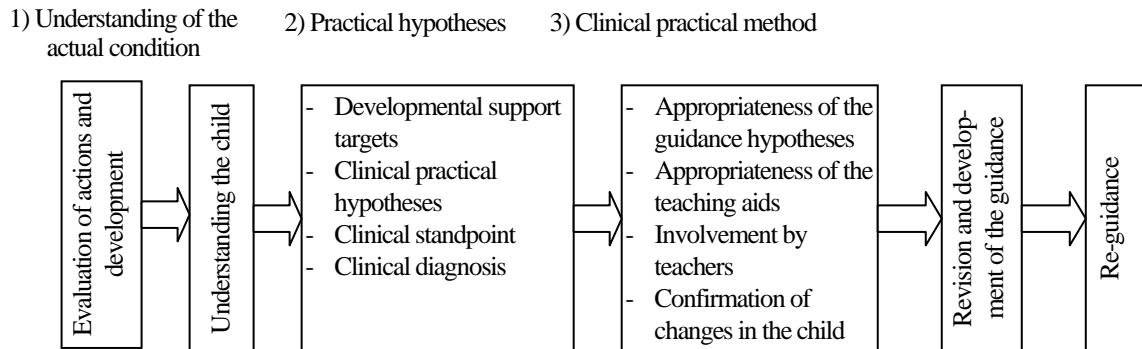 1) Understanding of the
actual condition
2) Practical hypotheses
3) Clinical practical method
Evaluation of actions and
development
Understanding the child
- Developmental support
targets
- Clinical practical
hypotheses
- Clinical standpoint
- Clinical diagnosis
- Appropriateness of the
guidance hypotheses
- Appropriateness of the
teaching aids
- Involvement by
teachers
- Confirmation of
changes in the child
Revision and develop-
ment of the guidance
Re-guidance